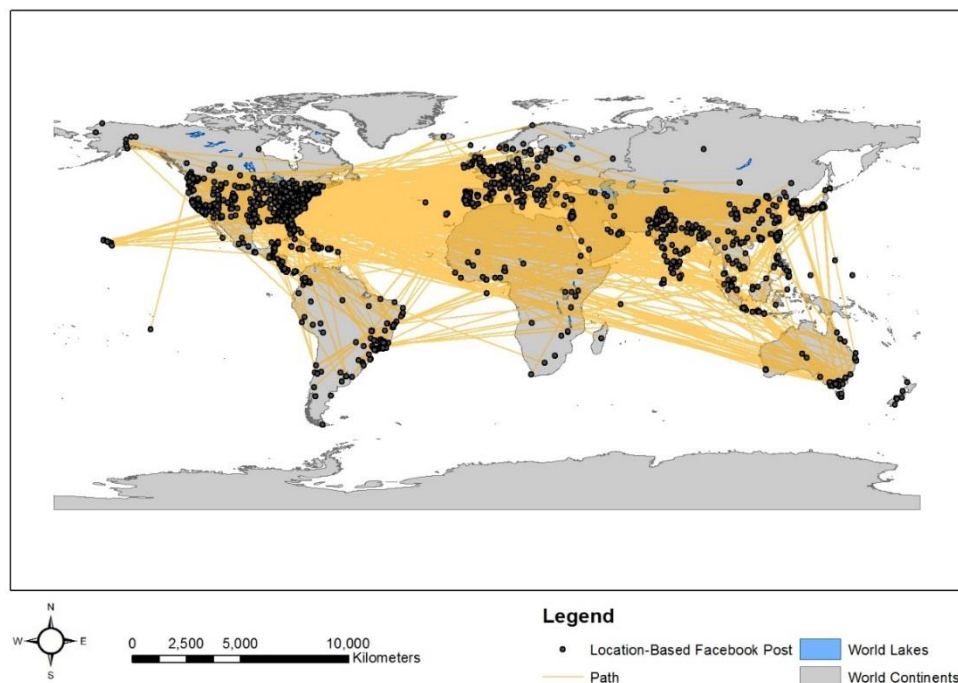 N
W E
S
0 2,500 5,000 10,000
Kilometers
Legend
Location-Based Facebook Post
Path
World Lakes
World Continents